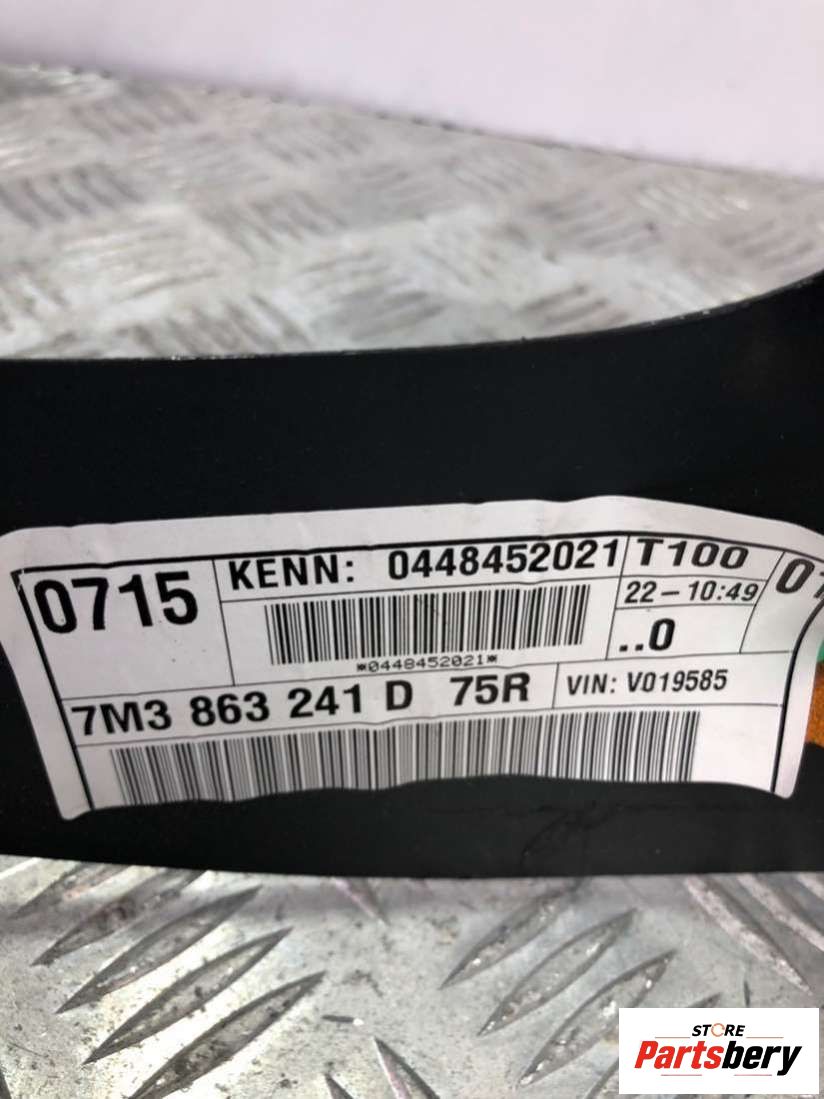 0715
KENN: 0448452021
T100
22-10:49
..0
*0448452021*
7M3 863 241 D 75R
VIN: V019585
STORE
Partsbery